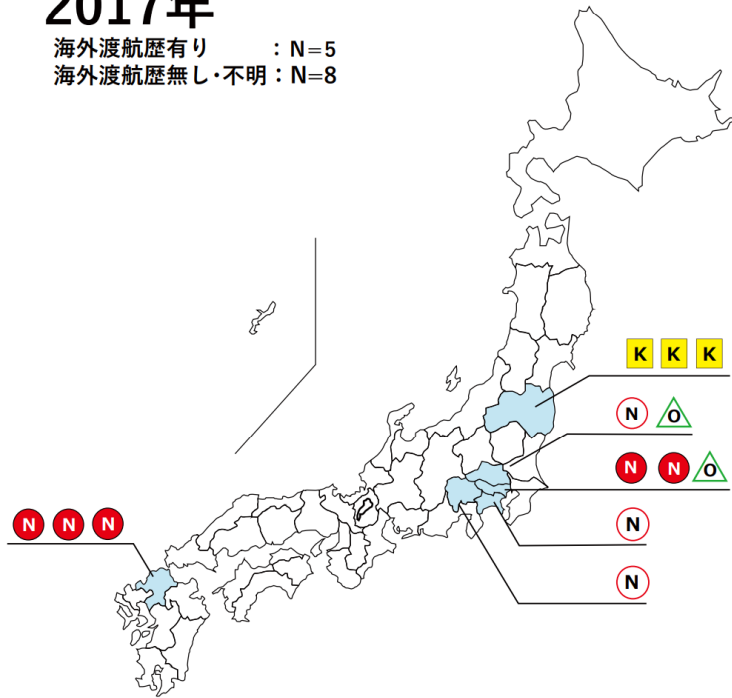 2017年
海外渡航歴有り : N=5
海外渡航歴無し･不明 : N=8
K K K
N O
N N O
N
N N N
N